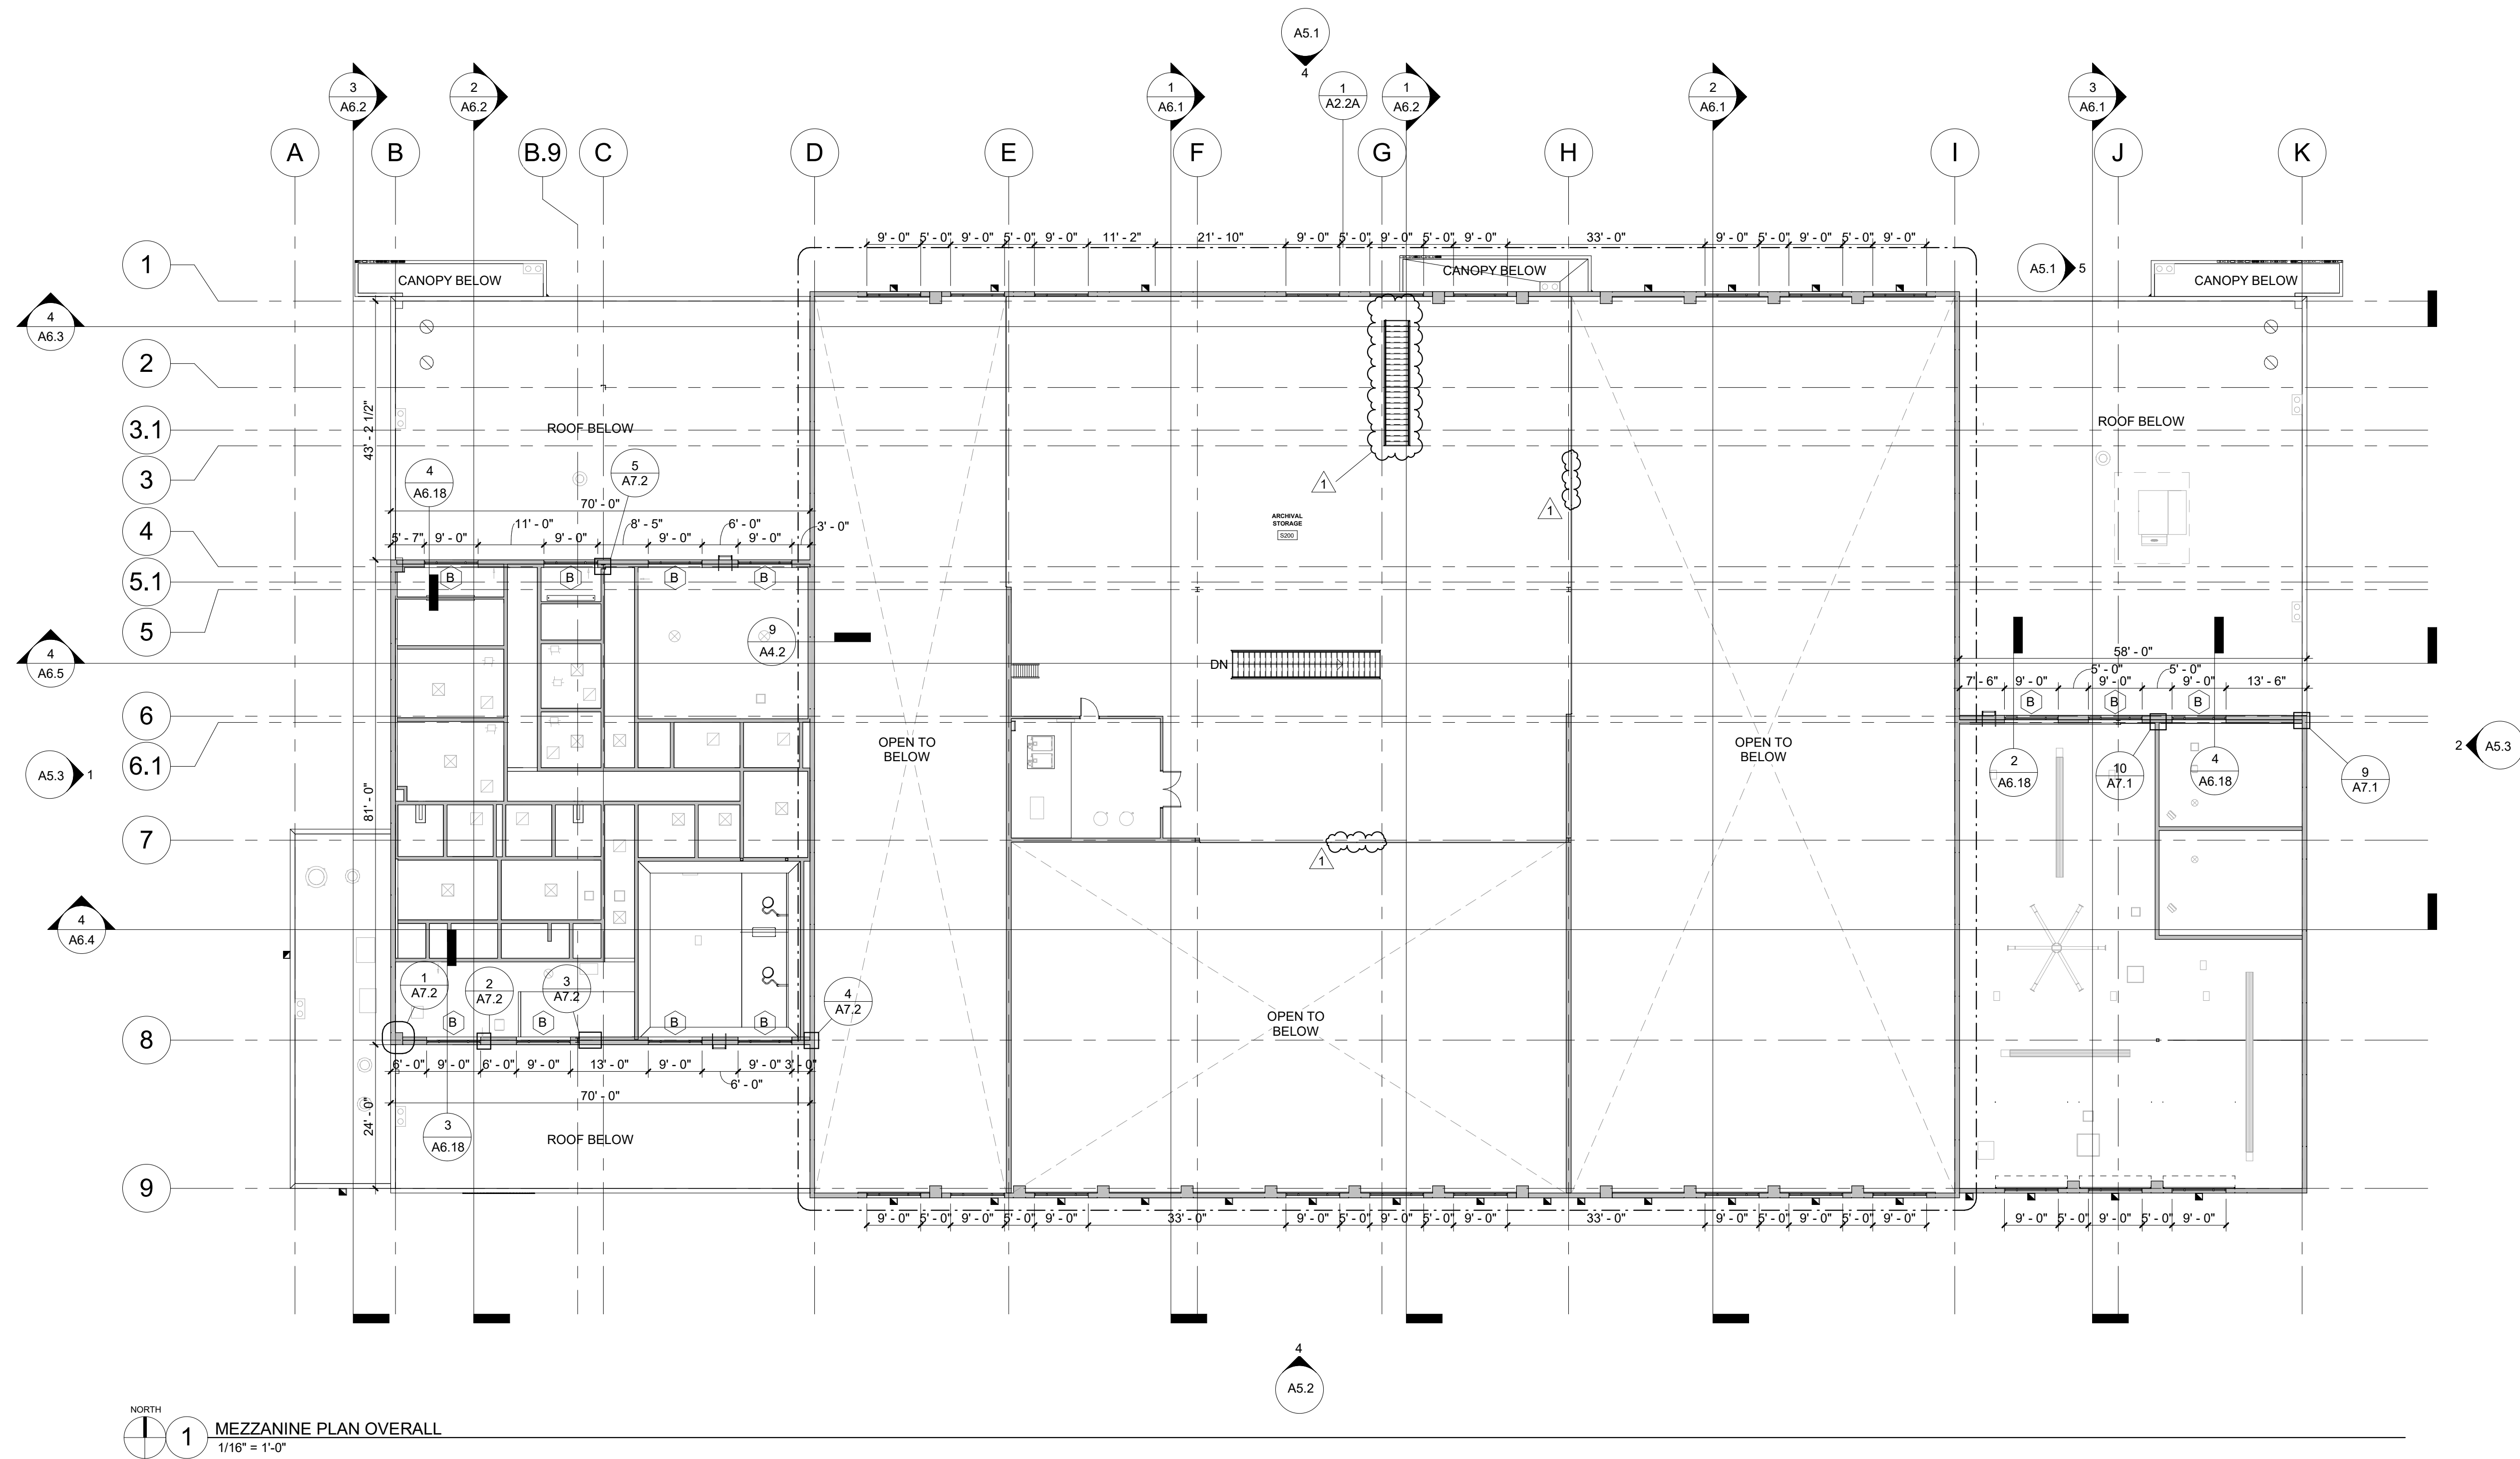 A5.1
4
3
A6.2
2
A6.2
1
A6.1
1
A2.2A
1
A6.2
2
A6.1
3
A6.1
A
B
B.9
C
D
E
F
G
H
I
J
K
9' - 0" 5' - 0" 9' - 0" 5' - 0" 9' - 0" 11' - 2" 21' - 10" 9' - 0" 5' - 0" 9' - 0" 5' - 0" 9' - 0" 33' - 0" 9' - 0" 5' - 0" 9' - 0" 5' - 0" 9' - 0"
1
CANOPY BELOW
CANOPY BELOW
A5.1
5
CANOPY BELOW
4
A6.3
2
3.1
43' - 2 1/2"
ROOF BELOW
ROOF BELOW
3
4
A6.18
5
A7.2
1
1
70' - 0"
ARCHIVAL
STORAGE
S200
4
11' - 0"
8' - 5"
6' - 0"
3' - 0"
5' - 7" 9' - 0" 9' - 0" 9' - 0" 9' - 0"
5.1
B
B
B
B
5
9
A4.2
4
A6.5
DN
58' - 0"
5' - 0"
5' - 0"
7' - 6" 9' - 0" 9' - 0" 9' - 0" 13' - 6"
B
B
B
6
6.1
OPEN TO
BELOW
OPEN TO
BELOW
A5.3
1
2
A5.3
2
A6.18
10
A7.1
4
A6.18
9
A7.1
81' - 0"
7
1
4
A6.4
1
A7.2
2
A7.2
3
A7.2
4
A7.2
B
B
B
B
OPEN TO
BELOW
8
6' - 0" 9' - 0" 6' - 0" 9' - 0" 13' - 0" 9' - 0" 9' - 0" 3' - 0"
6' - 0"
70' - 0"
24' - 0"
3
A6.18
ROOF BELOW
9
9' - 0" 5' - 0" 9' - 0" 5' - 0" 9' - 0" 33' - 0" 9' - 0" 5' - 0" 9' - 0" 5' - 0" 9' - 0" 33' - 0" 9' - 0" 5' - 0" 9' - 0" 5' - 0" 9' - 0" 9' - 0" 5' - 0" 9' - 0" 5' - 0" 9' - 0"
4
A5.2
NORTH
1
MEZZANINE PLAN OVERALL
1/16" = 1'-0"